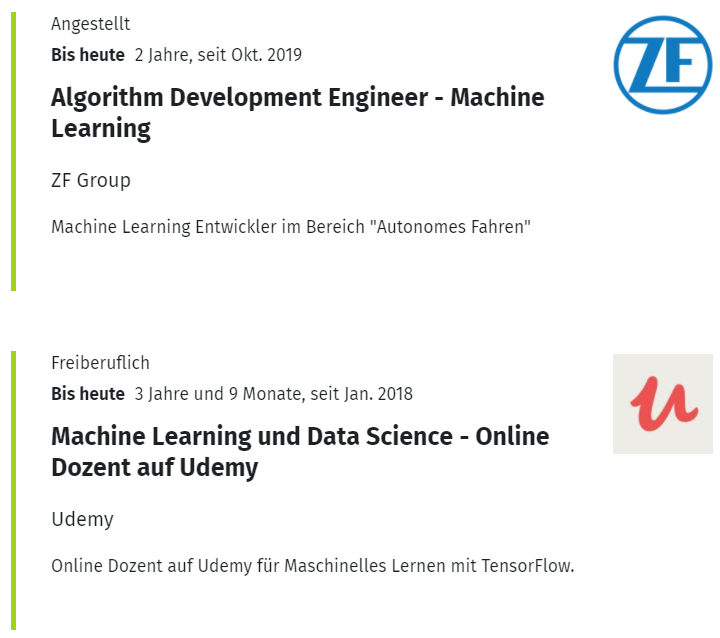 Angestellt
Bis heute 2 Jahre, seit Okt. 2019
Algorithm Development Engineer - Machine
Learning
ZF Group
Machine Learning Entwickler im Bereich "Autonomes Fahren"
ZF
Freiberuflich
Bis heute 3 Jahre und 9 Monate, seit Jan. 2018
Machine Learning und Data Science - Online
Dozent auf Udemy
Udemy
Online Dozent auf Udemy für Maschinelles Lernen mit TensorFlow.
u